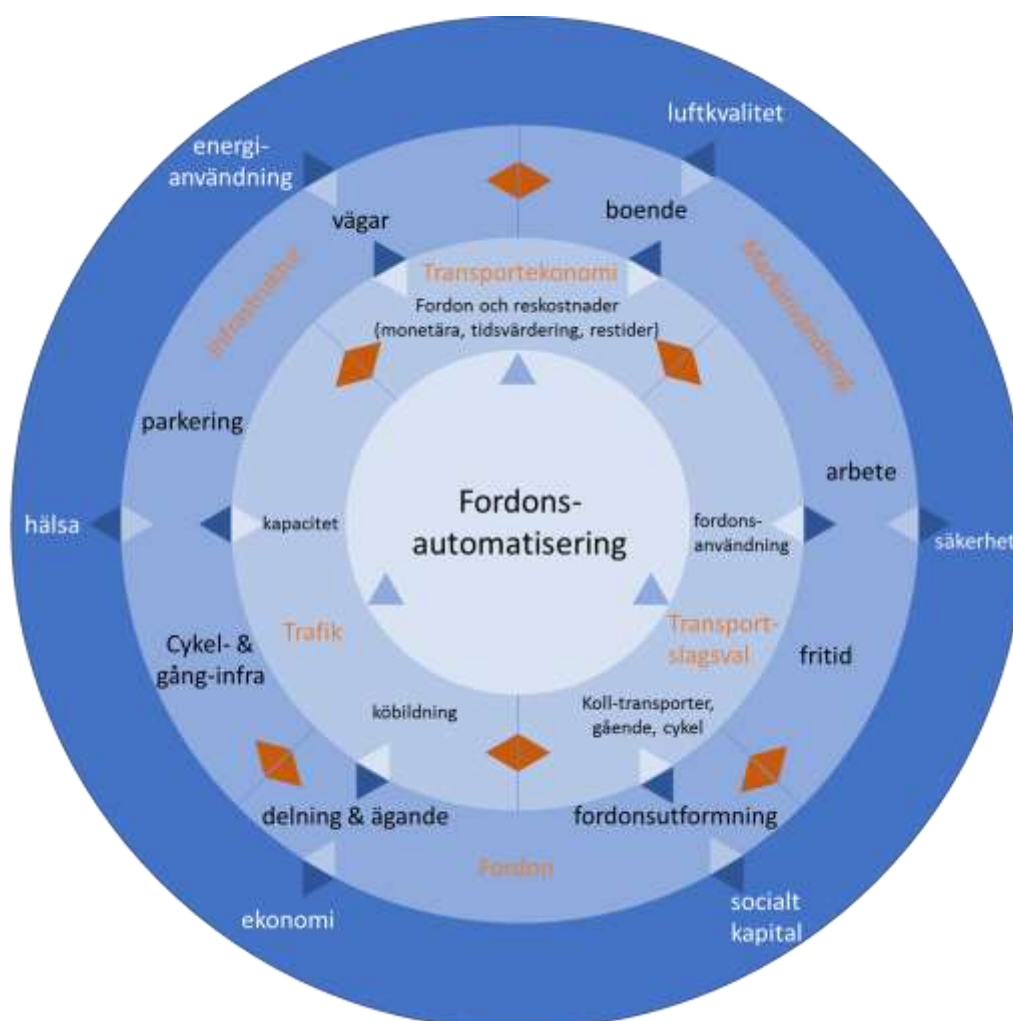 luftkvalitet
energi-
användning
boende
vägar
Transportekonomi
Infrastruktur
Markanvändning
Fordon och reskostnader
(monetära, tidsvärdering, restider)
parkering
arbete
Fordons-
automatisering
hälsa
kapacitet
fordons-
användning
säkerhet
Trafik
Transport-
slagsval
Cykel- &
gång-infra
fritid
köbildning
Koll-transporter,
gående, cykel
delning & ägande
fordonsutformning
Fordon
ekonomi
socialt
kapital